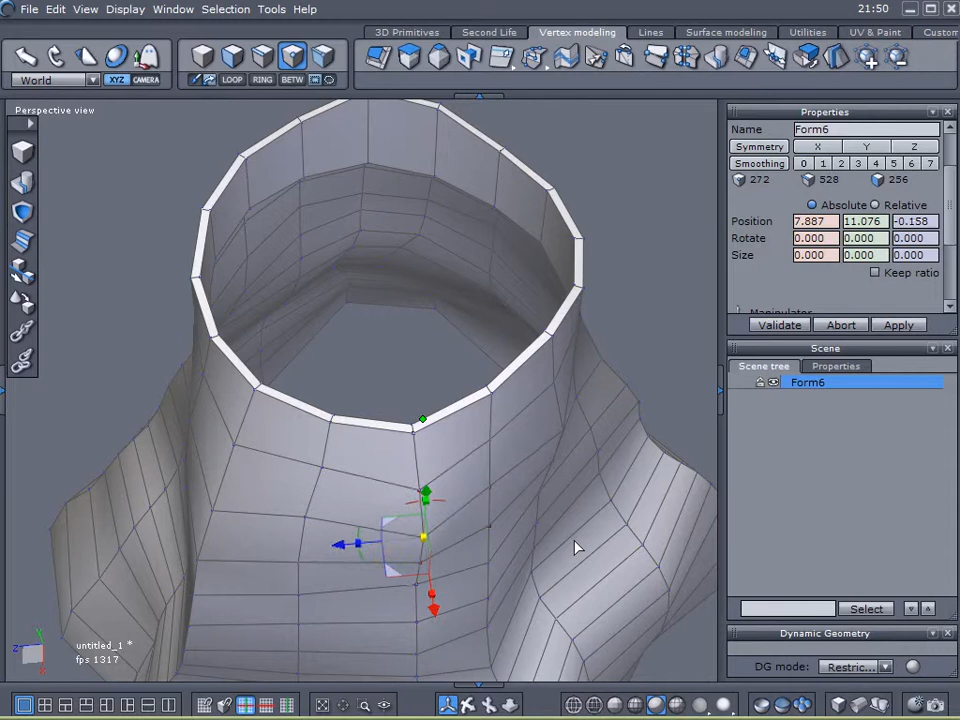 File Edit View Display Window Selection Tools Help 21:50
3D Primitives Second Life Vertex modeling Lines Surface modeling Utilities UV & Paint Custom
World XYZ CAMERA LOOP RING BETW
Perspective view
Properties
Name Form6
Symmetry X Y Z
Smoothing 0 1 2 3 4 5 6 7
272 528 256
Absolute Relative
Position 7.887 11.076 -0.158
Rotate 0.000 0.000 0.000
Size 0.000 0.000 0.000
Keep ratio
Manipulator
Validate Abort Apply
Scene
Scene tree Properties
Form6
Select
Dynamic Geometry
DG mode: Restric...
Y
Z
X
untitled_1 *
fps 1317